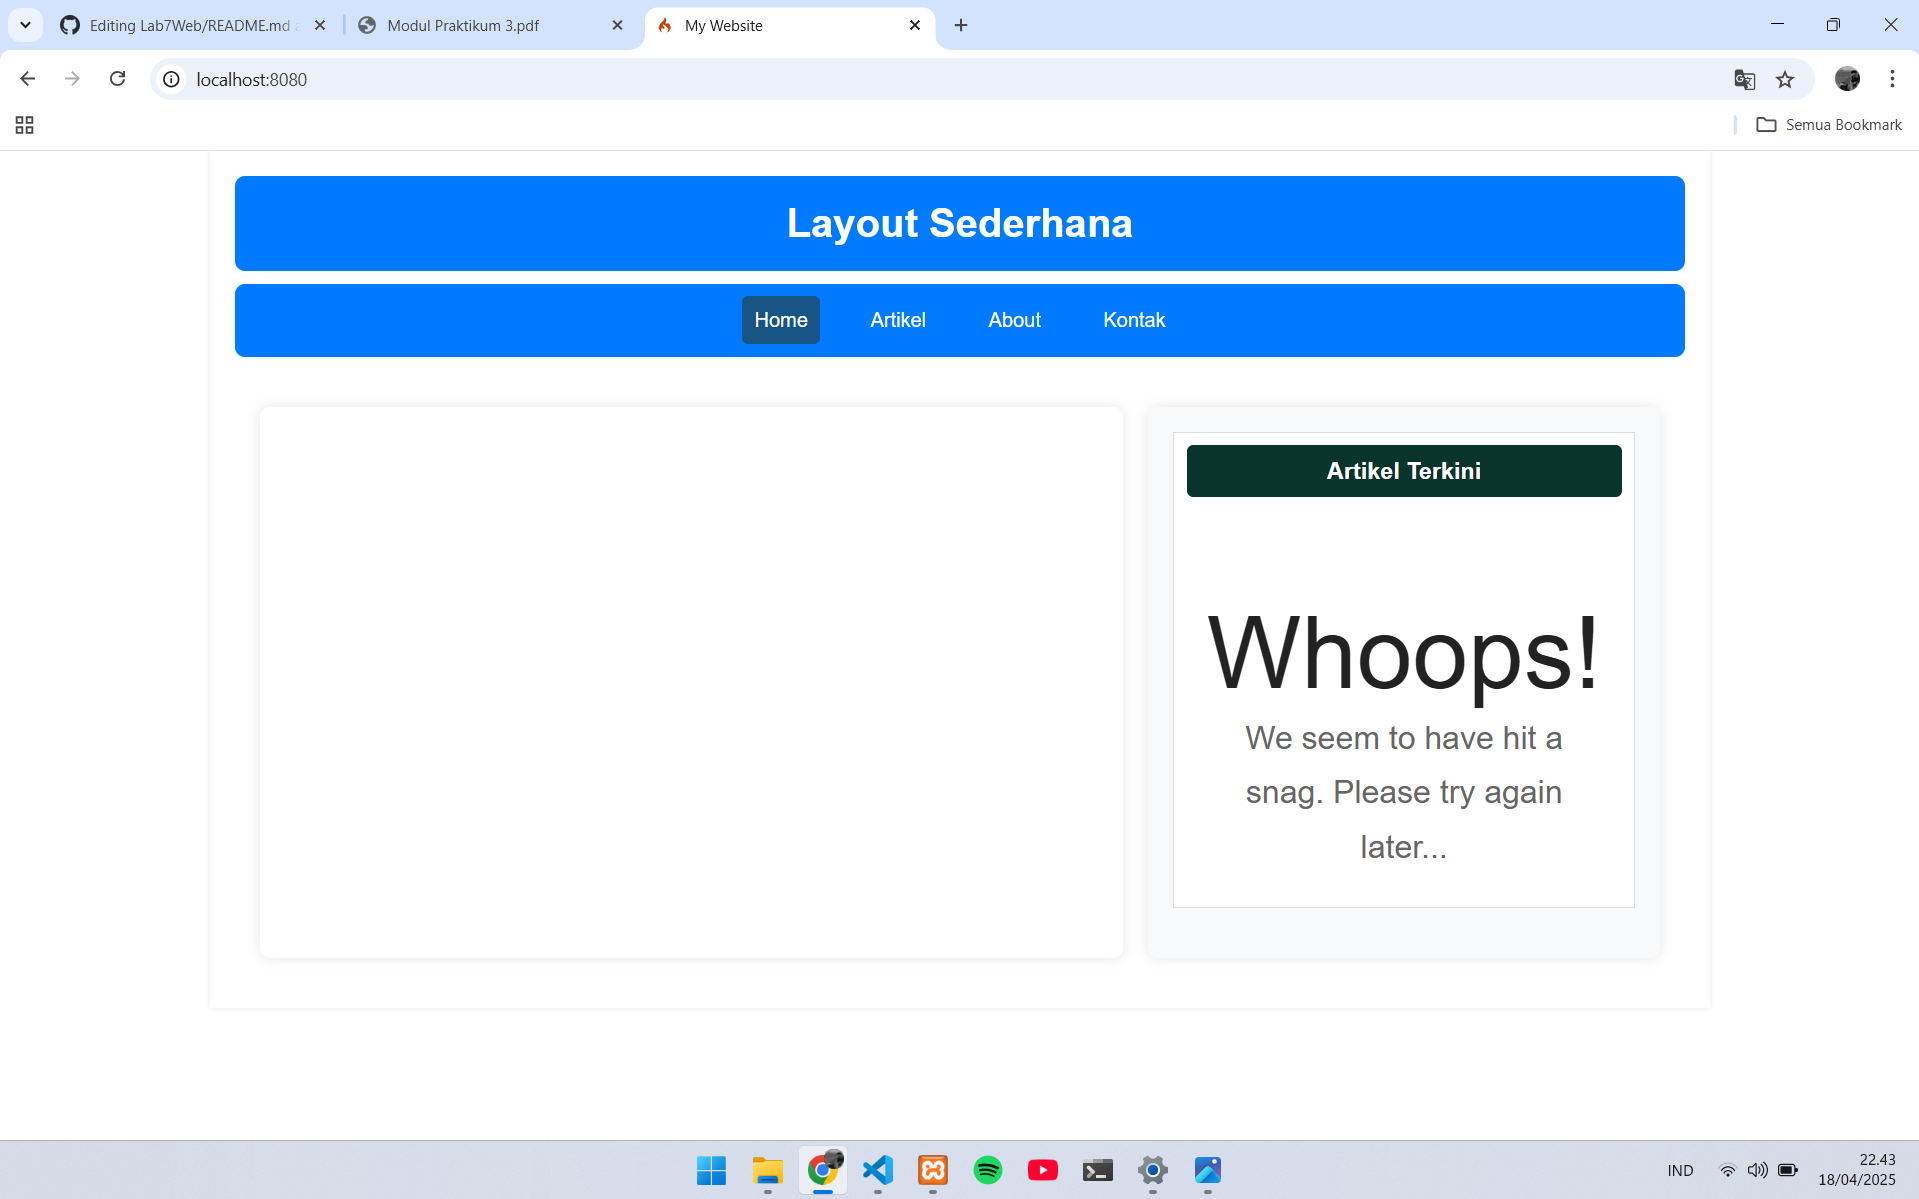 Editing Lab7Web/README.md a
Modul Praktikum 3.pdf
My Website
localhost:8080
Semua Bookmark
Layout Sederhana
Home
Artikel
About
Kontak
Artikel Terkini
Whoops!
We seem to have hit a
snag. Please try again
later...
IND
22.43
18/04/2025